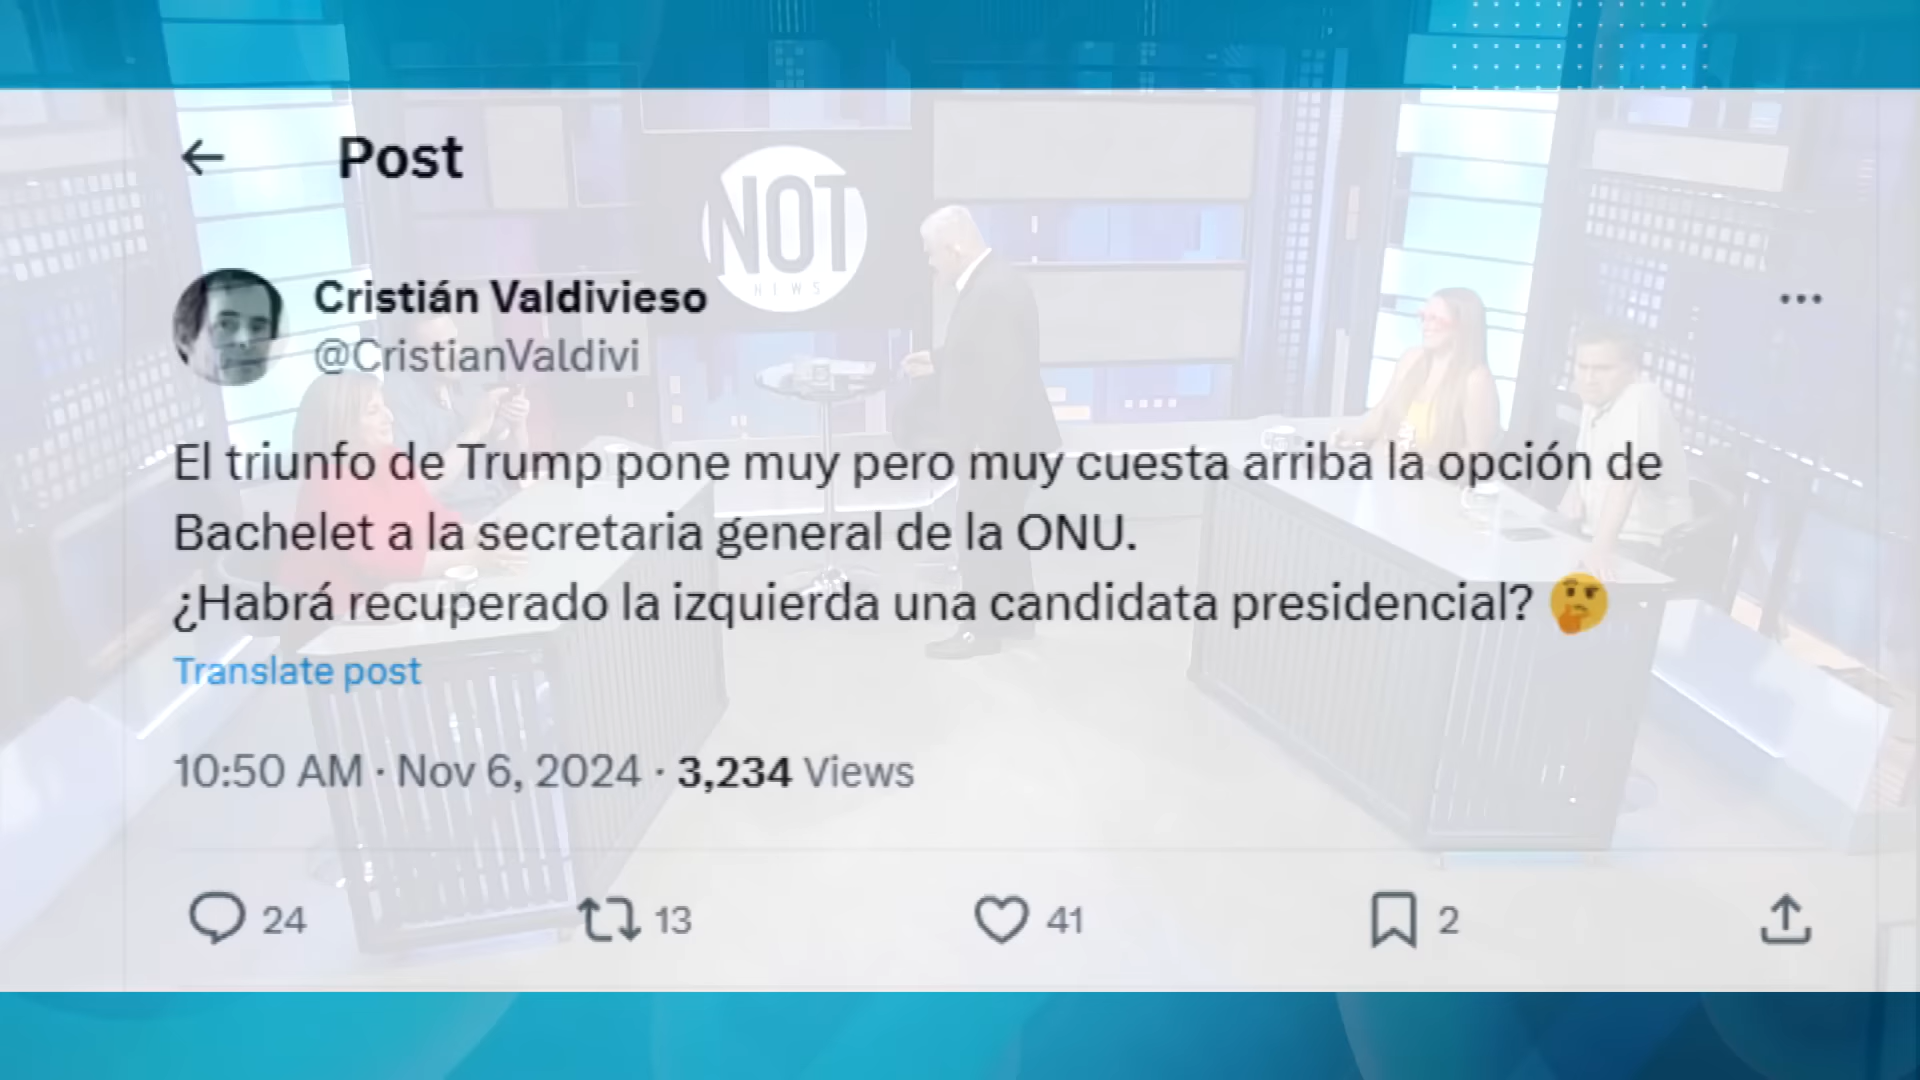 Post
NOT
NEWS
Cristián Valdivieso
@CristianValdivi
El triunfo de Trump pone muy pero muy cuesta arriba la opción de
Bachelet a la secretaria general de la ONU.
¿Habrá recuperado la izquierda una candidata presidencial? 🤔
Translate post
10:50 AM · Nov 6, 2024 · 3,234 Views
24 13 41 2